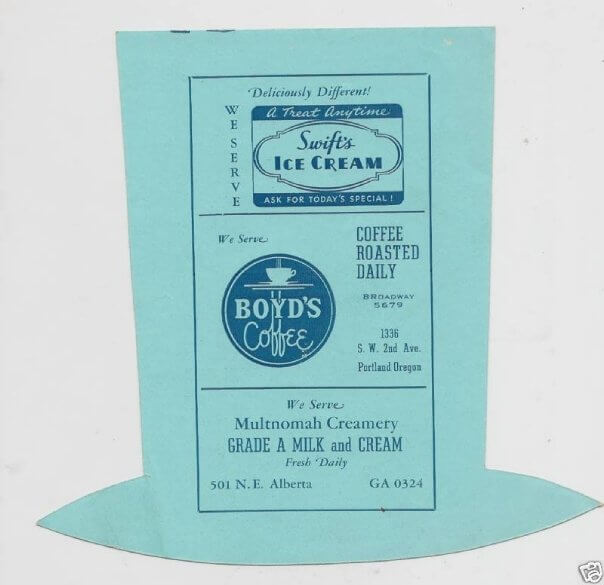 Deliciously Different!
WE SERVE
A Treat Anytime
Swift's
ICE CREAM
ASK FOR TODAY'S SPECIAL!
We Serve
BOYD'S
Coffee
COFFEE
ROASTED
DAILY
BROADWAY
5679
1336
S. W. 2nd Ave.
Portland Oregon
We Serve
Multnomah Creamery
GRADE A MILK and CREAM
Fresh Daily
501 N. E. Alberta GA 0324